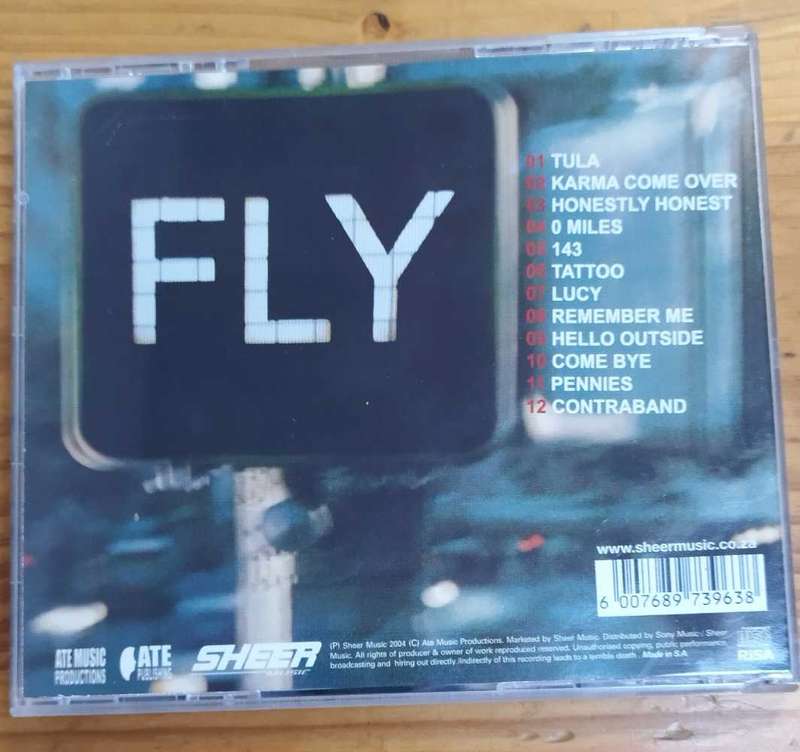 FLY
01 TULA
02 KARMA COME OVER
03 HONESTLY HONEST
04 0 MILES
05 143
06 TATTOO
07 LUCY
08 REMEMBER ME
09 HELLO OUTSIDE
10 COME BYE
11 PENNIES
12 CONTRABAND
www.sheermusic.co.za
6 007689 739638
ATE MUSIC
PRODUCTIONS
ATE
PUBLISHING
SHEER
MUSIC
(P) Sheer Music 2004 (C) Ate Music Productions. Marketed by Sheer Music. Distributed by Sony Music / Sheer
Music. All rights of producer & owner of work reproduced reserved. Unauthorised copying, public performance
broadcasting and hiring out directly /indirectly of this recording leads to a terrible death. Made in S.A.
RISA